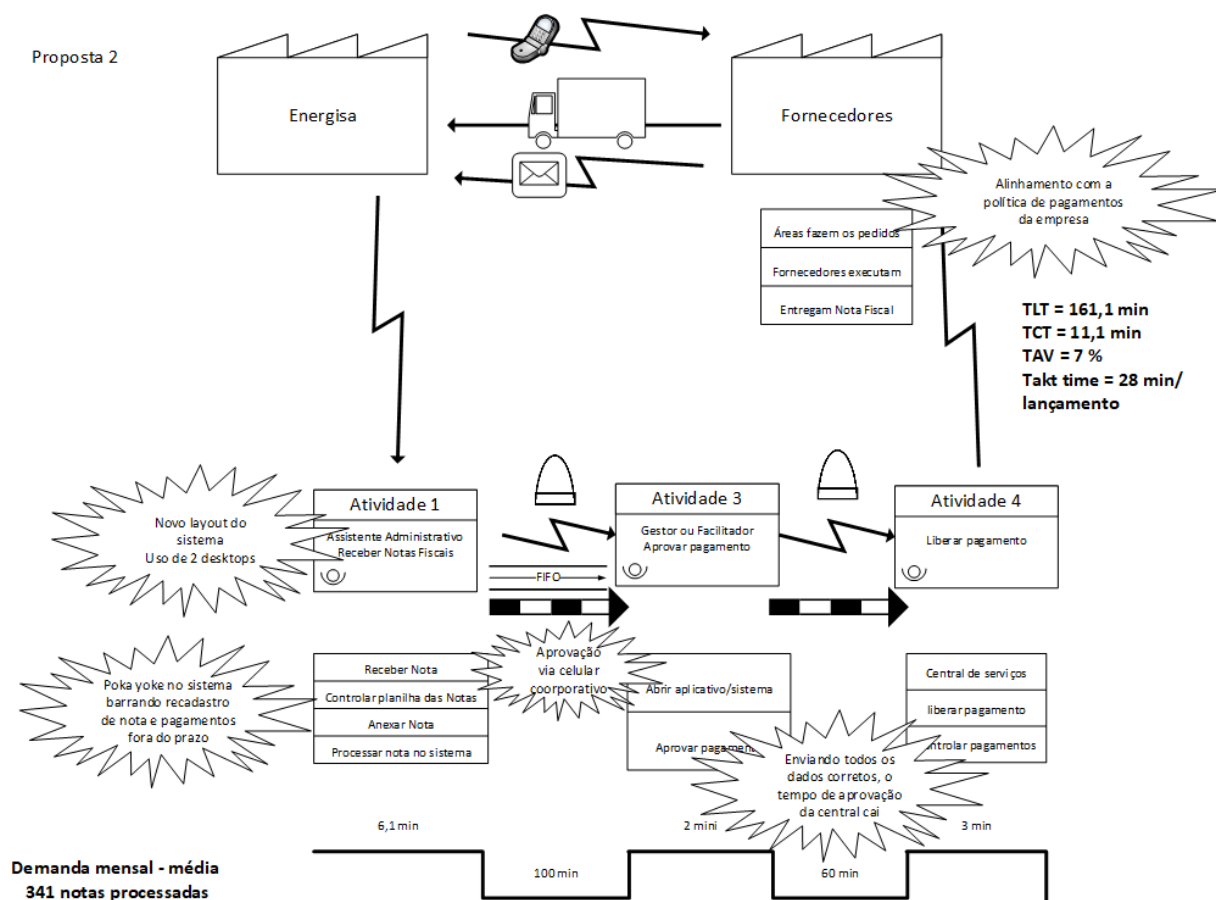 Proposta 2
Energisa
Fornecedores
Alinhamento com a
política de pagamentos
da empresa
Áreas fazem os pedidos
Fornecedores executam
Entregam Nota Fiscal
TLT = 161,1 min
TCT = 11,1 min
TAV = 7 %
Takt time = 28 min/
lançamento
Novo layout do
sistema
Uso de 2 desktops
Atividade 1
Assistente Administrativo
Receber Notas Fiscais
FIFO
Atividade 3
Gestor ou Facilitador
Aprovar pagamento
Atividade 4
Liberar pagamento
Poka yoke no sistema
barrando recadastro
de nota e pagamentos
fora do prazo
Receber Nota
Controlar planilha das Notas
Anexar Nota
Processar nota no sistema
Aprovação
via celular
coorporativo
Abrir aplicativo/sistema
Aprovar pagament
Enviando todos os
dados corretos, o
tempo de aprovação
da central cai
Central de serviços
liberar pagamento
ntrolar pagamentos
6,1 min
2 mini
3 min
100 min
60 min
Demanda mensal - média
341 notas processadas